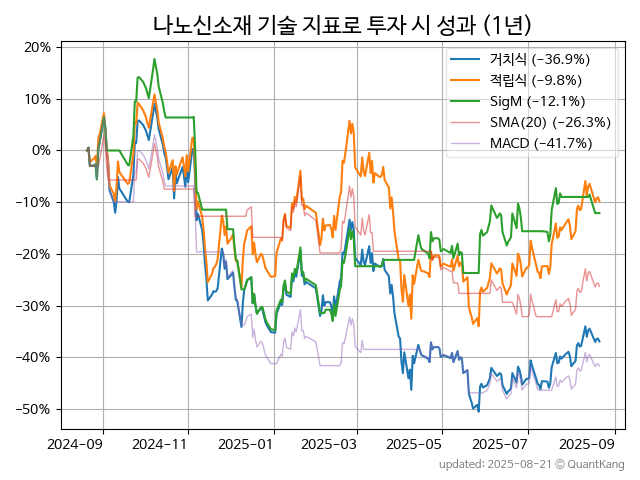 나노신소재 기술 지표로 투자 시 성과 (1년)
20%
10%
0%
−10%
−20%
−30%
−40%
−50%
거치식 (−36.9%)
적립식 (−9.8%)
SigM (−12.1%)
SMA(20) (−26.3%)
MACD (−41.7%)
2024-09
2024-11
2025-01
2025-03
2025-05
2025-07
2025-09
updated: 2025-08-21 © QuantKang